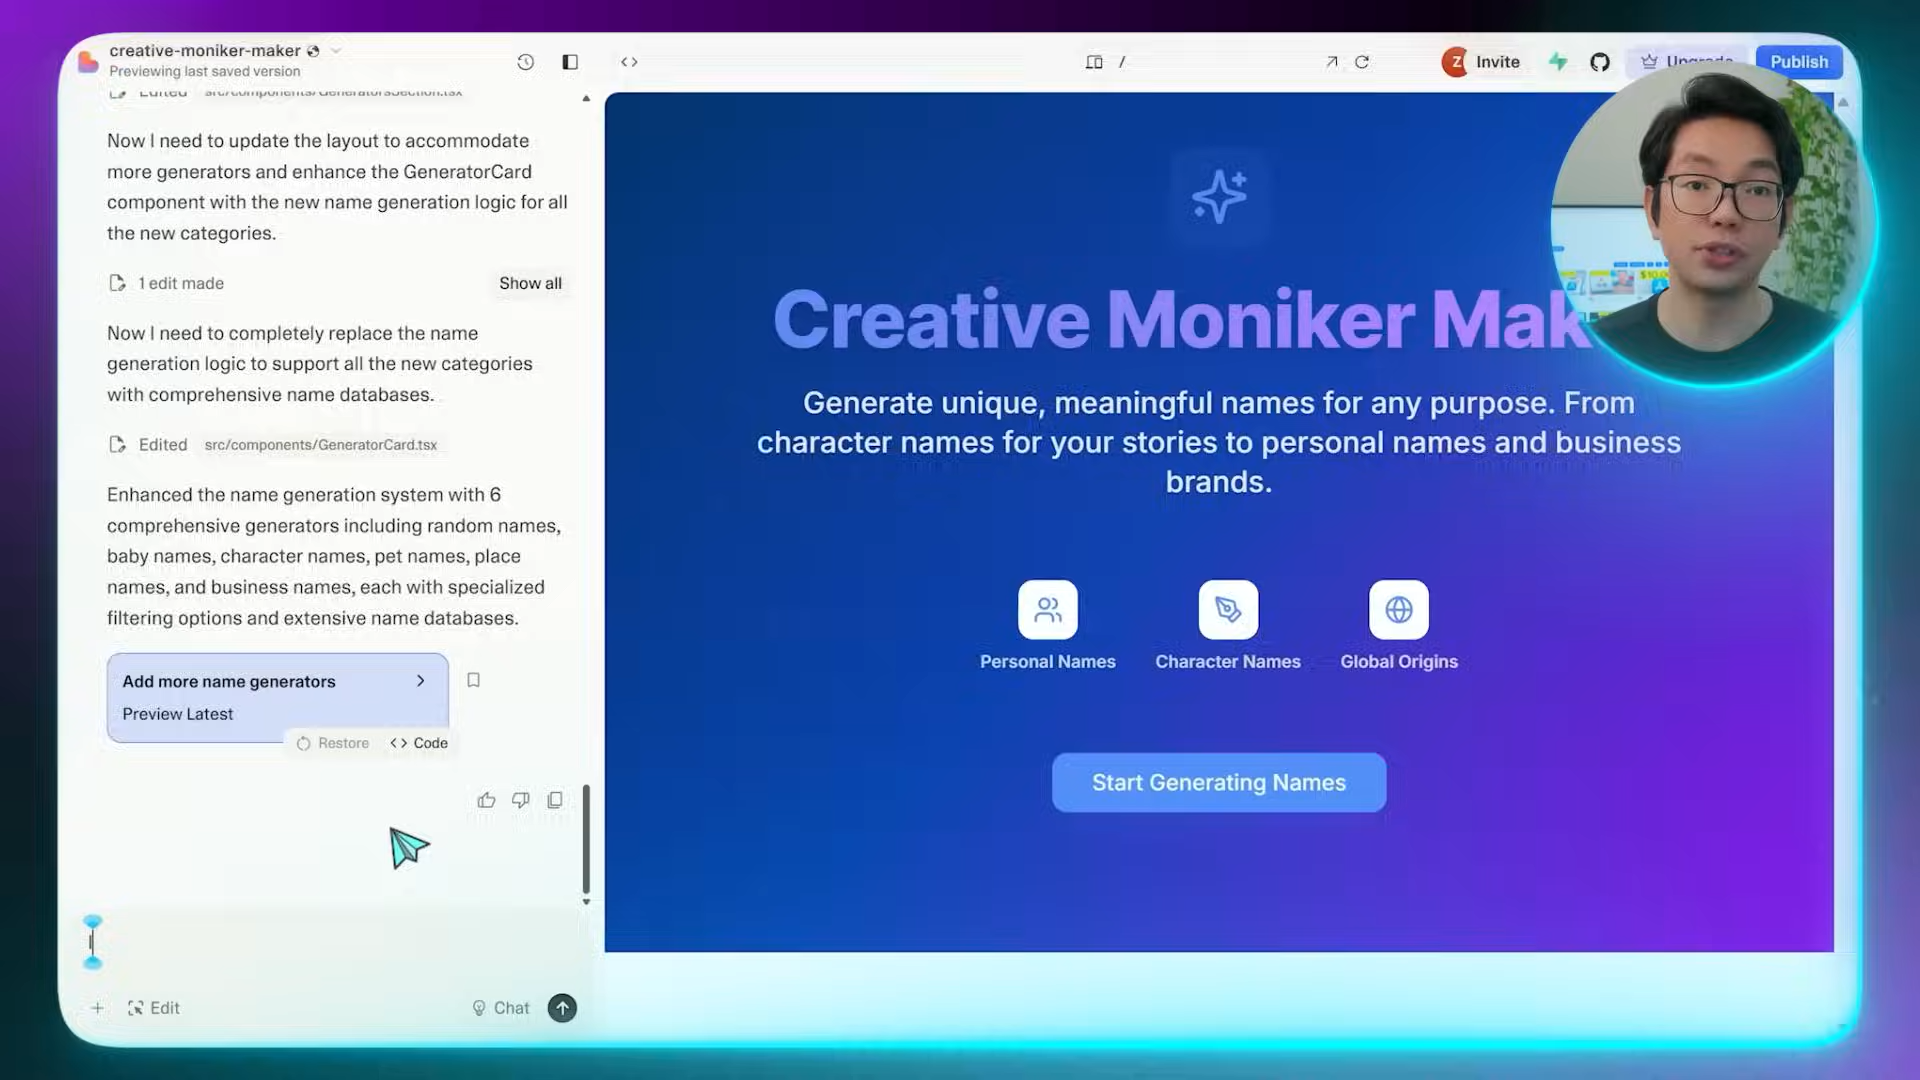 creative-moniker-maker
Previewing last saved version
/
Z Invite
Upgrade
Publish
Edited src/components/GeneratorsSection.tsx
Now I need to update the layout to accommodate
more generators and enhance the GeneratorCard
component with the new name generation logic for all
the new categories.
1 edit made
Show all
Now I need to completely replace the name
generation logic to support all the new categories
with comprehensive name databases.
Edited src/components/GeneratorCard.tsx
Enhanced the name generation system with 6
comprehensive generators including random names,
baby names, character names, pet names, place
names, and business names, each with specialized
filtering options and extensive name databases.
Add more name generators
Preview Latest
Restore
<> Code
Edit
Chat
Creative Moniker Mak
Generate unique, meaningful names for any purpose. From
character names for your stories to personal names and business
brands.
Personal Names
Character Names
Global Origins
Start Generating Names